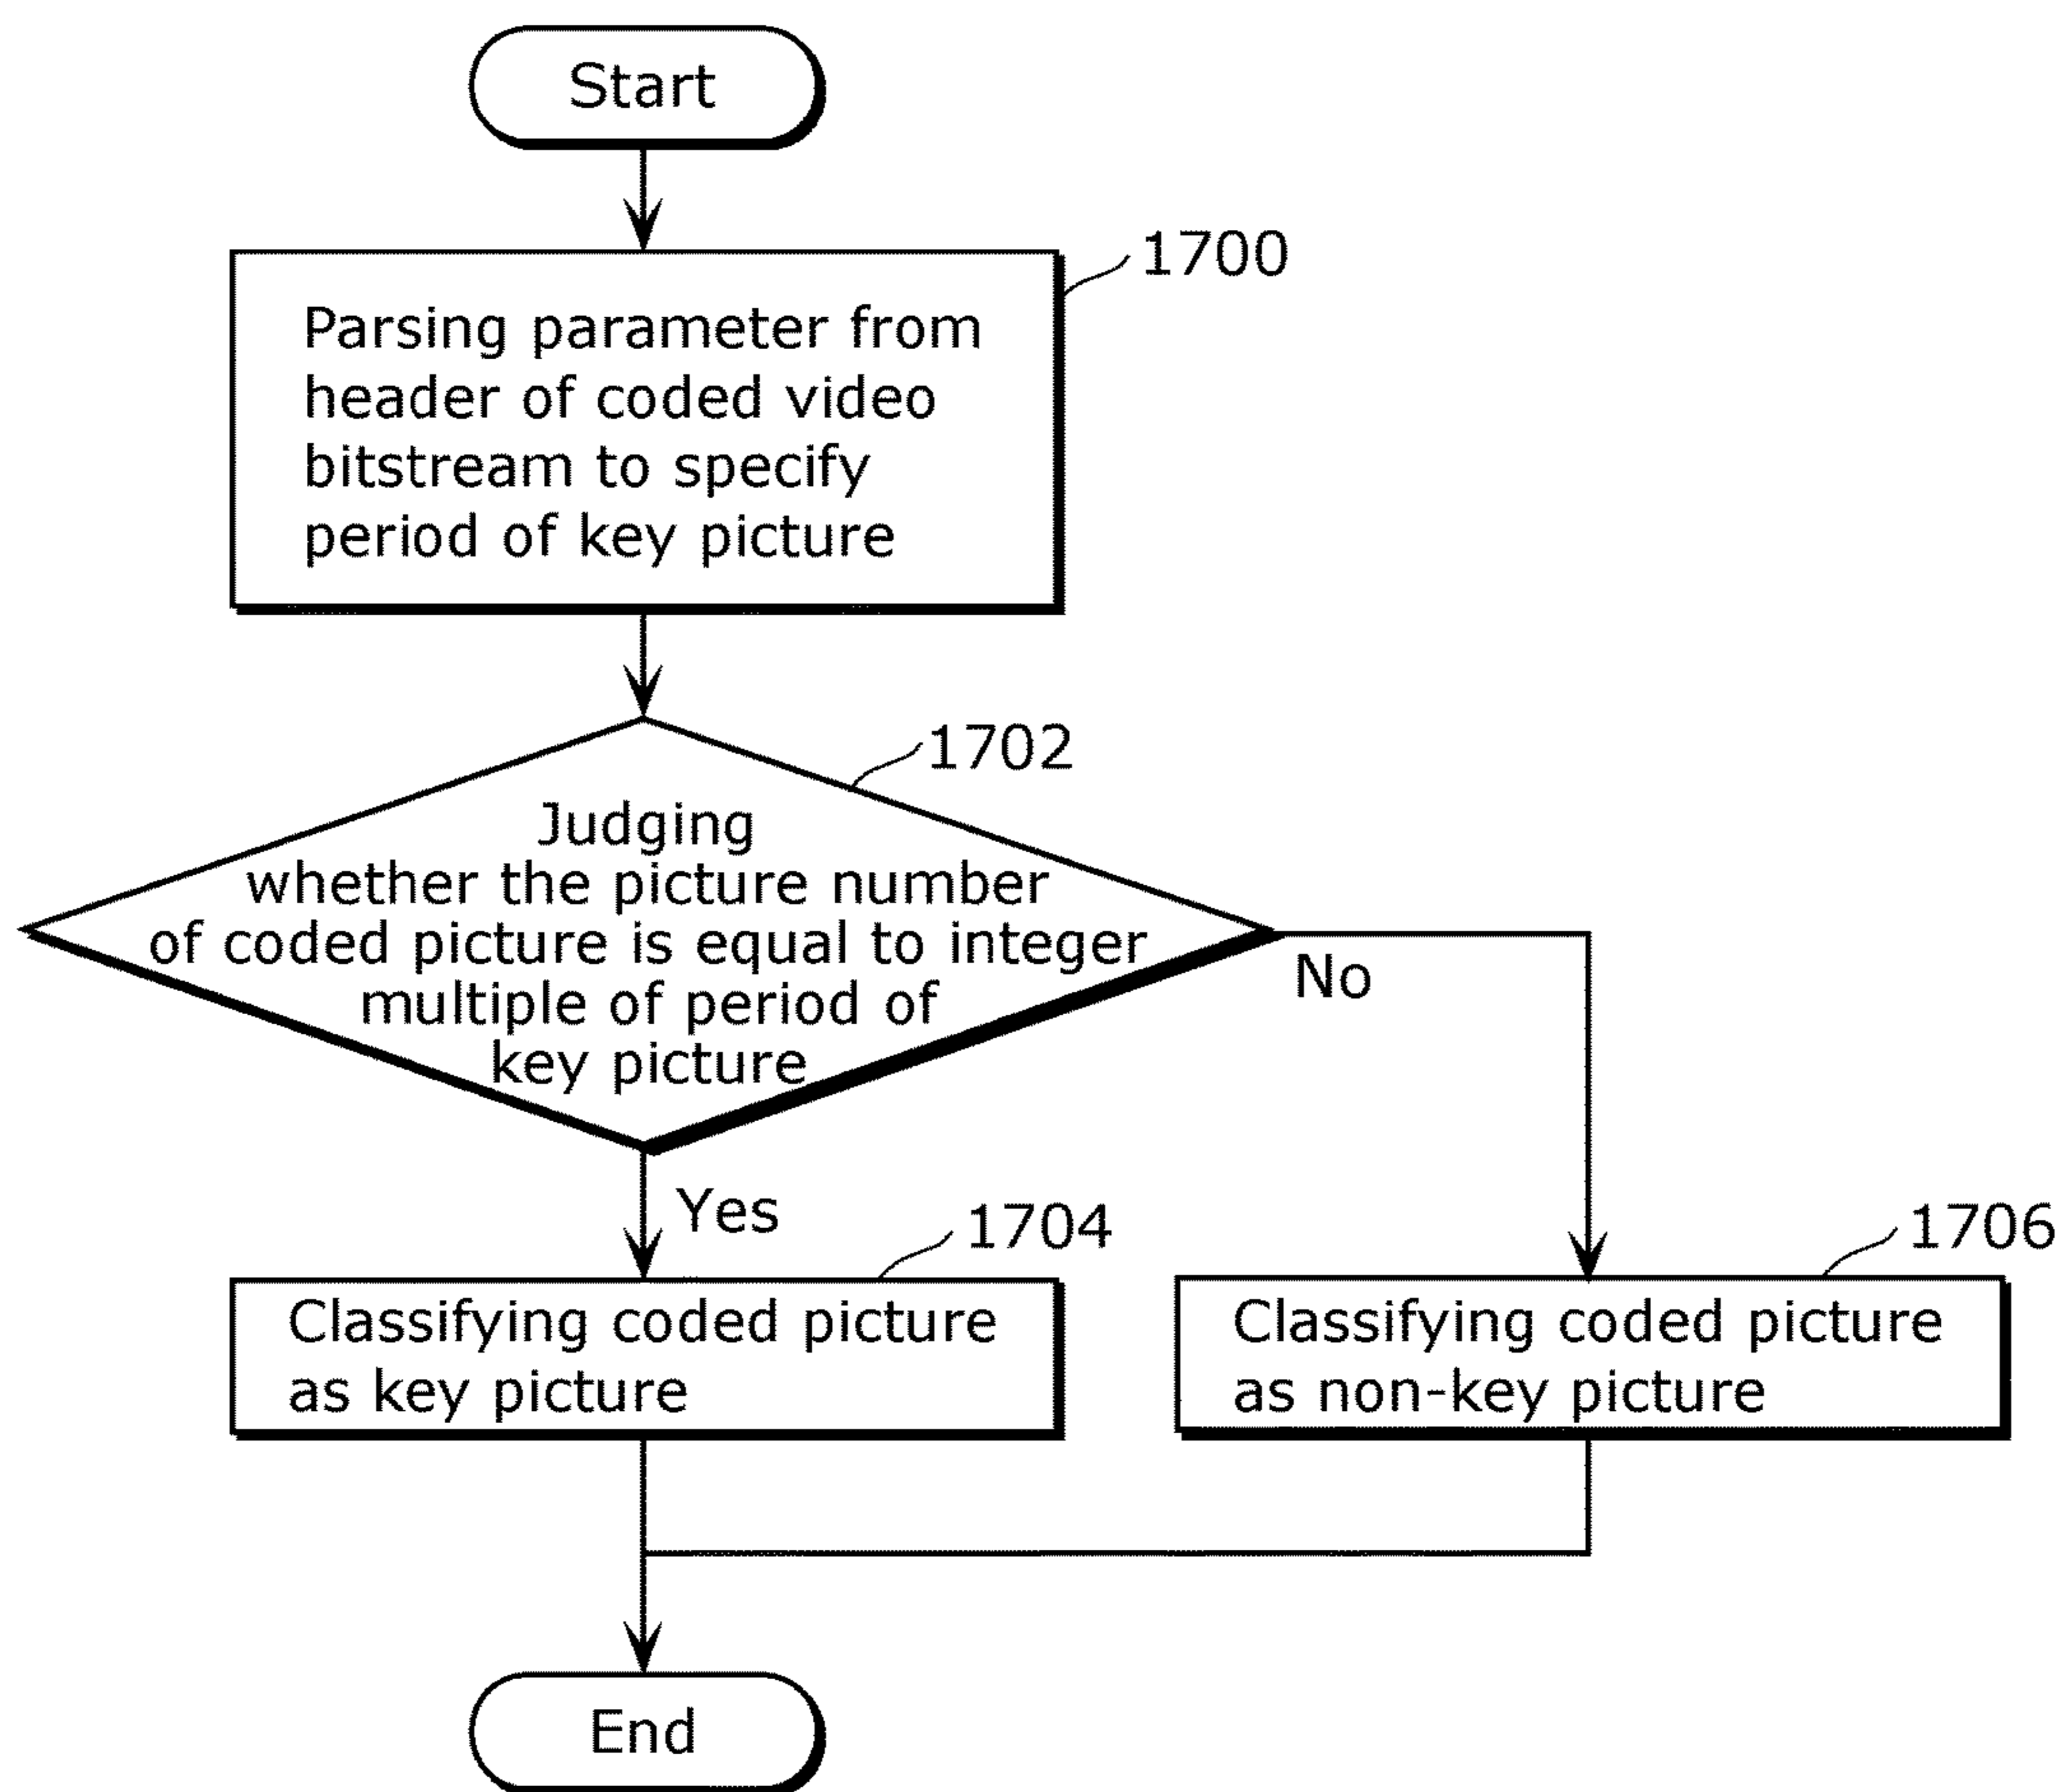 Start
1700
Parsing parameter from
header of coded video
bitstream to specify
period of key picture
1702
Judging
whether the picture number
of coded picture is equal to integer
multiple of period of
key picture
No
Yes
1704
1706
Classifying coded picture
as key picture
Classifying coded picture
as non-key picture
End